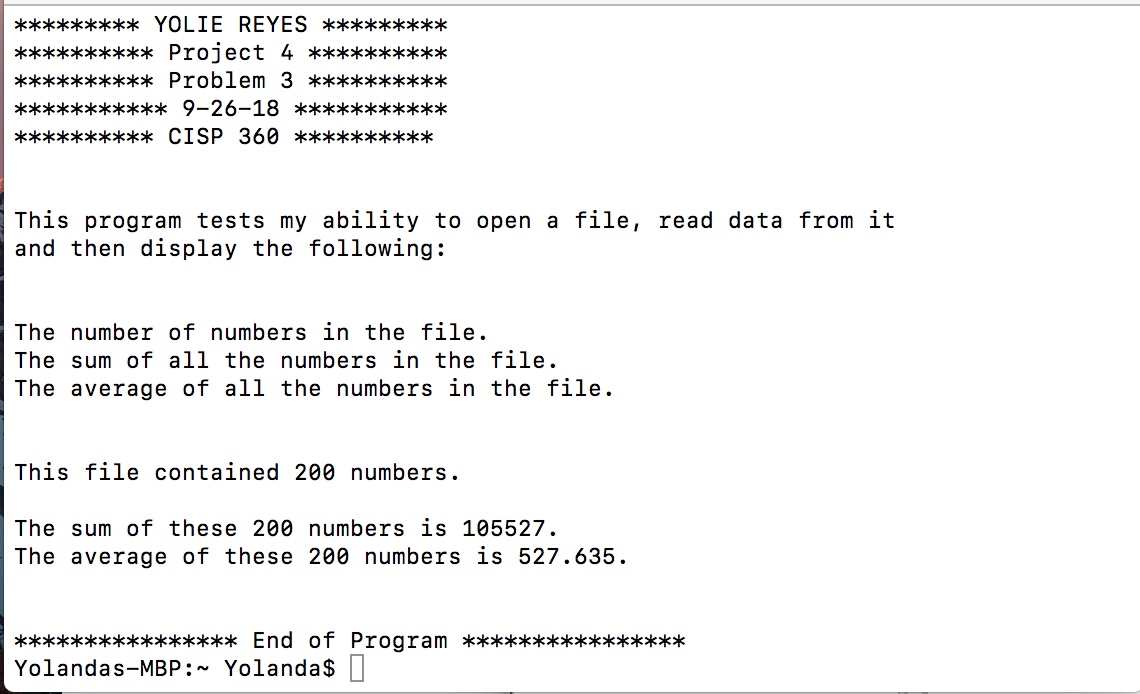 ********* YOLIE REYES *********
********** Project 4 **********
********** Problem 3 **********
*********** 9-26-18 ***********
********** CISP 360 **********
This program tests my ability to open a file, read data from it
and then display the following:
The number of numbers in the file.
The sum of all the numbers in the file.
The average of all the numbers in the file.
This file contained 200 numbers.
The sum of these 200 numbers is 105527.
The average of these 200 numbers is 527.635.
**************** End of Program ****************
Yolandas-MBP:~ Yolanda$